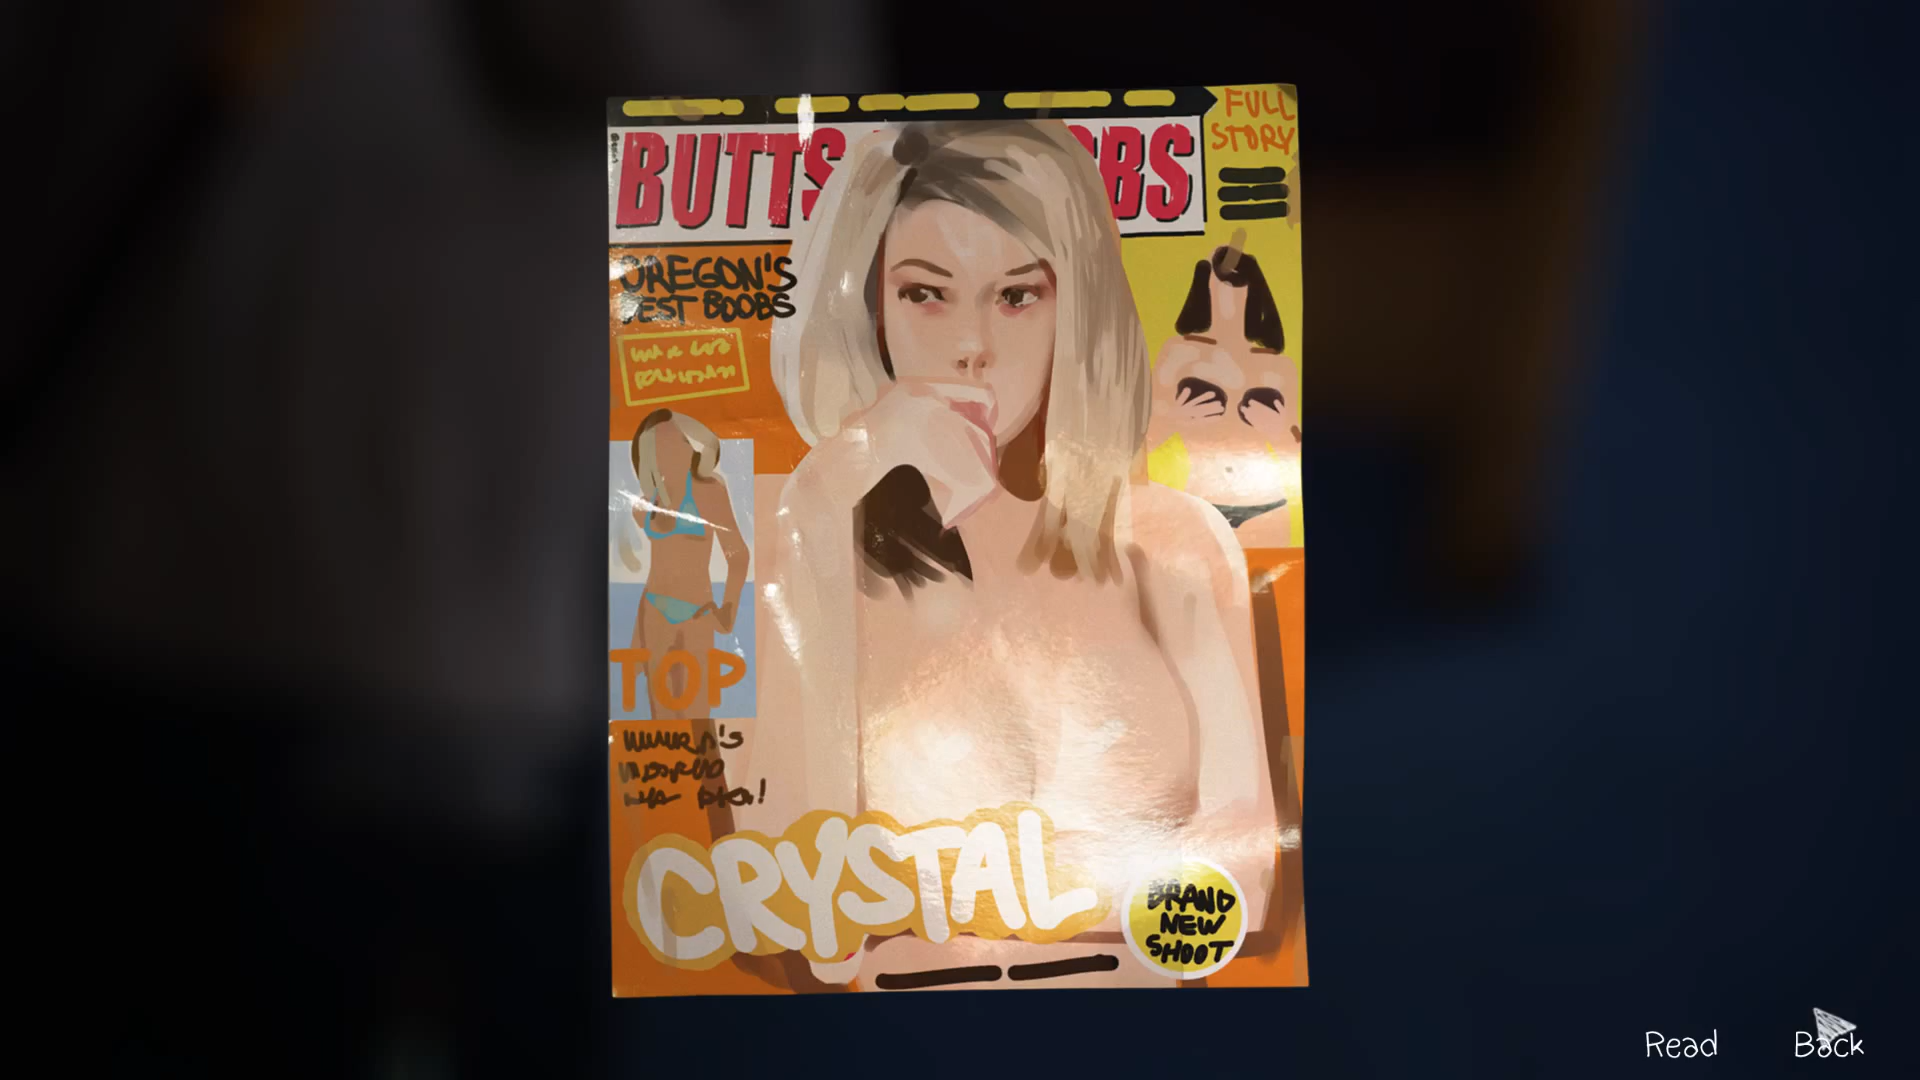 FULL
STORY
BUTTS BS
OREGON'S
BEST BOOBS
TOP
CRYSTAL
BRAND
NEW
SHOOT
Read Back